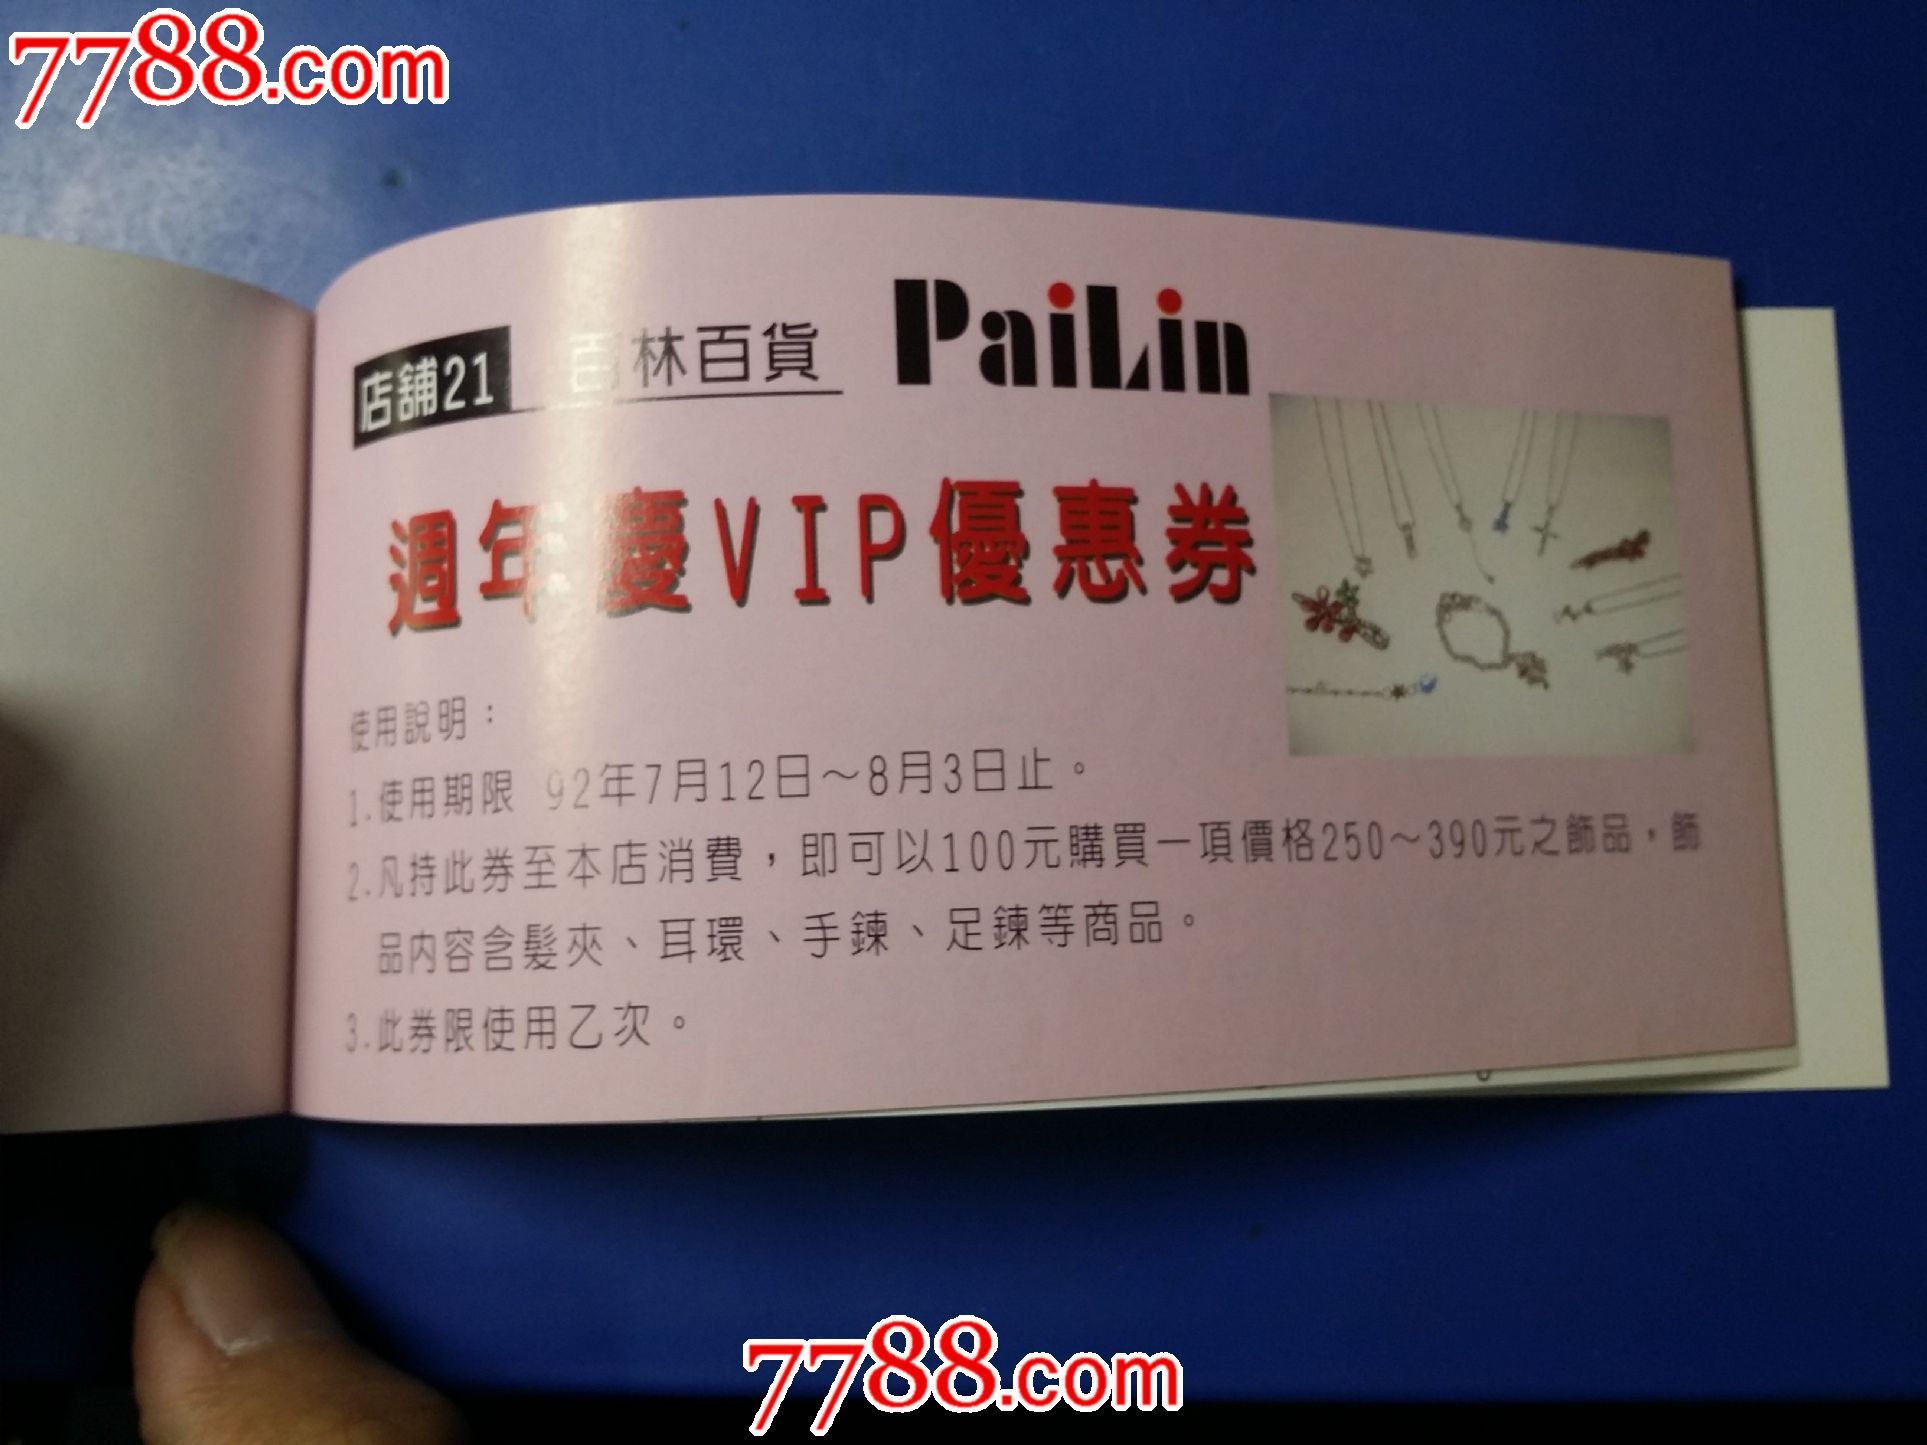 7788.com
店舖21 百林百貨 PaiLin
週年慶VIP優惠券
使用說明：
1.使用期限 92年7月12日～8月3日止。
2.凡持此券至本店消費，即可以100元購買一項價格250～390元之飾品，飾
品內容含髮夾、耳環、手鍊、足鍊等商品。
3.此券限使用乙次。
7788.com